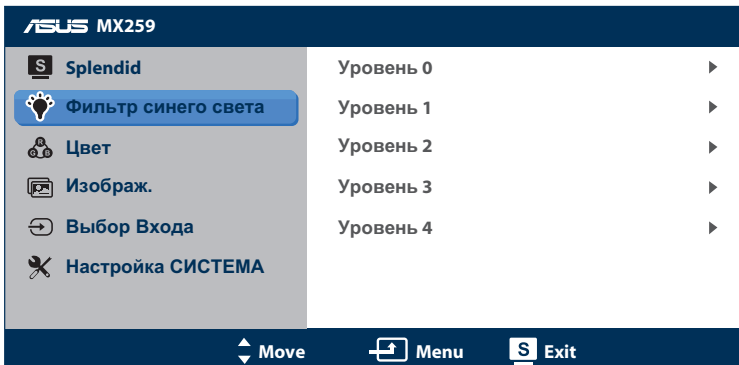 ASUS MX259
S Splendid
Фильтр синего света
R G B Цвет
Изображ.
Выбор Входа
Настройка СИСТЕМА
Уровень 0
Уровень 1
Уровень 2
Уровень 3
Уровень 4
Move Menu S Exit